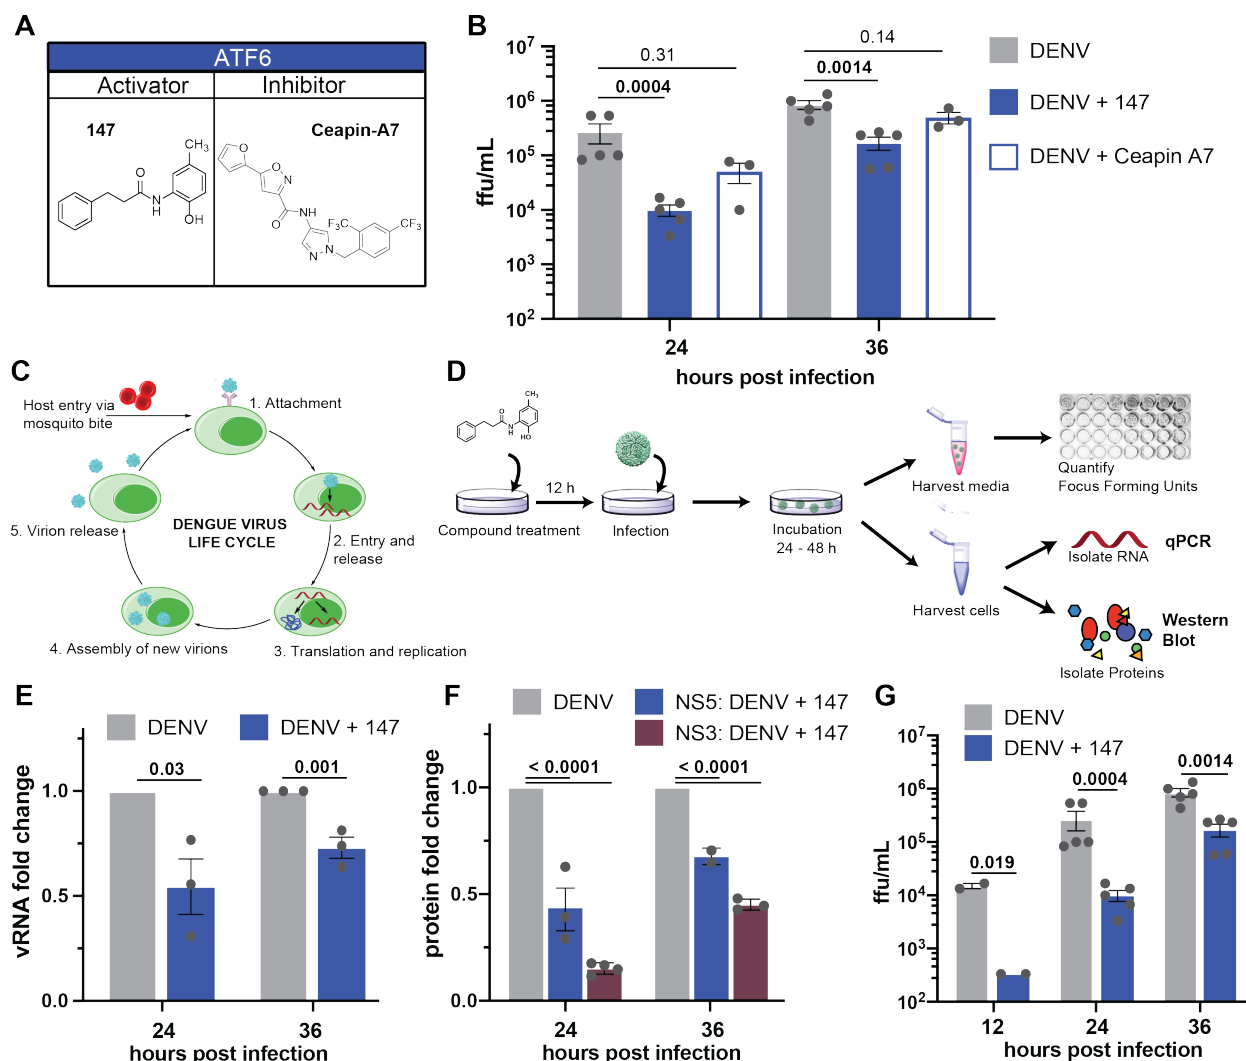 A
ATF6
Activator
Inhibitor
147
Ceapin-A7
CH3
O
N
H
OH
O
O
N
O
NH
CF3
CF3
N
N
B
ffu/mL
10^7
10^6
10^5
10^4
10^3
10^2
0.31
0.0004
0.14
0.0014
24
36
hours post infection
DENV
DENV + 147
DENV + Ceapin A7
C
Host entry via
mosquito bite
1. Attachment
DENGUE VIRUS
LIFE CYCLE
2. Entry and
release
3. Translation and replication
4. Assembly of new virions
5. Virion release
D
CH3
O
N
H
HO
Compound treatment
12 h
Infection
Incubation
24 - 48 h
Harvest media
Quantify
Focus Forming Units
Harvest cells
Isolate RNA
qPCR
Western
Blot
Isolate Proteins
E
DENV
DENV + 147
vRNA fold change
1.0
0.5
0.0
0.03
0.001
24
36
hours post infection
F
DENV
NS5: DENV + 147
NS3: DENV + 147
protein fold change
1.0
0.5
0.0
< 0.0001
< 0.0001
24
36
hours post infection
G
DENV
DENV + 147
ffu/mL
10^7
10^6
10^5
10^4
10^3
10^2
0.019
0.0004
0.0014
12
24
36
hours post infection